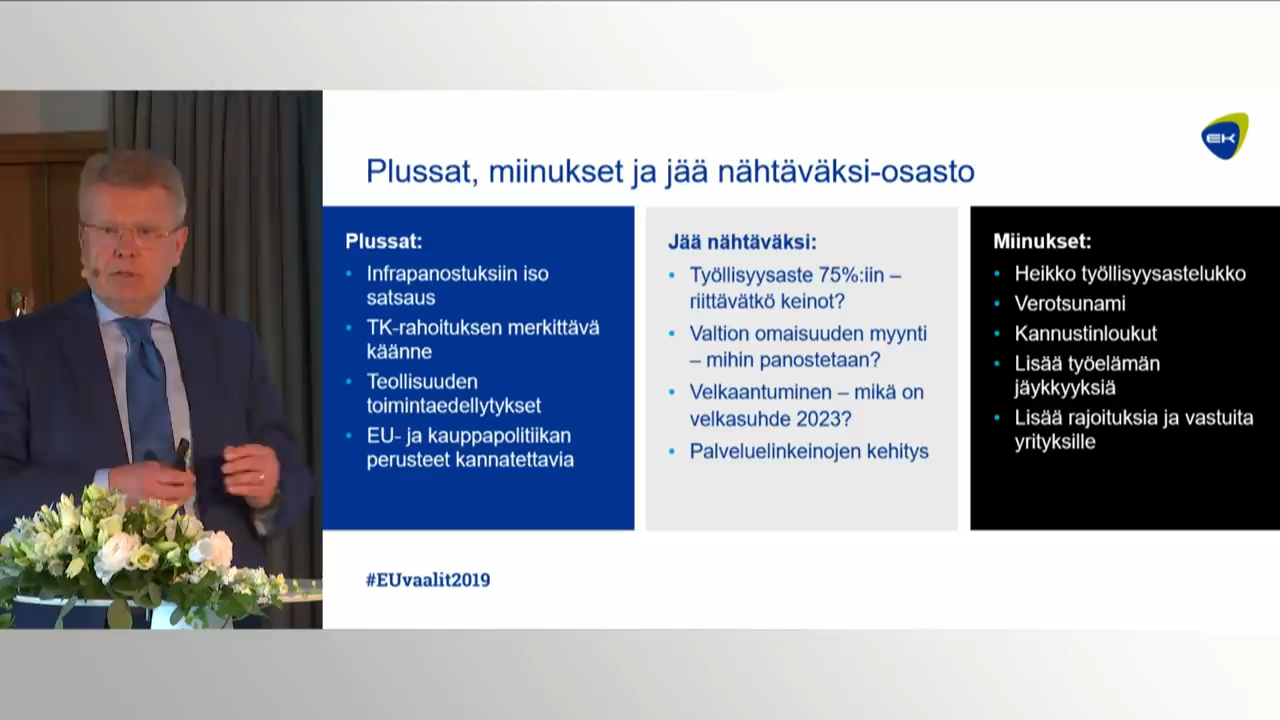 EK
Plussat, miinukset ja jää nähtäväksi-osasto
Plussat:
• Infrapanostuksiin iso
satsaus
• TK-rahoituksen merkittävä
käänne
• Teollisuuden
toimintaedellytykset
• EU- ja kauppapolitiikan
perusteet kannatettavia
Jää nähtäväksi:
• Työllisyysaste 75%:iin –
riittävätkö keinot?
• Valtion omaisuuden myynti
– mihin panostetaan?
• Velkaantuminen – mikä on
velkasuhde 2023?
• Palveluelinkeinojen kehitys
Miinukset:
• Heikko työllisyysastelukko
• Verotsunami
• Kannustinloukut
• Lisää työelämän
jäykkyyksiä
• Lisää rajoituksia ja vastuita
yrityksille
#EUvaalit2019